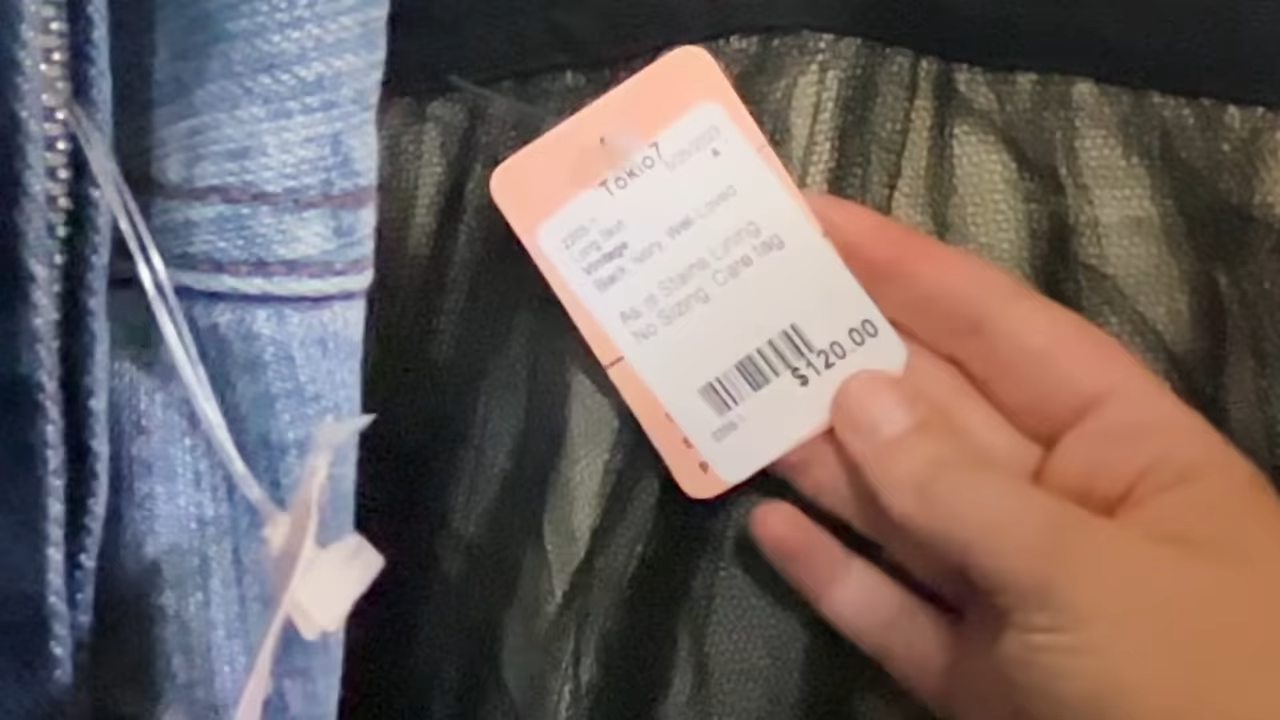 Tokio7
Long Skirt
Vintage
Black, Ivory, Well-Loved
As is Stains Lining
No Sizing, Care tag
$120.00